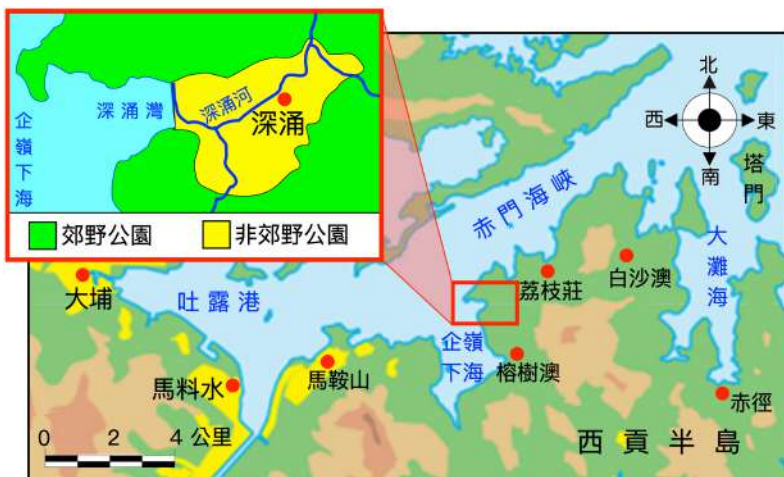 企嶺下海
深涌灣
深涌河
深涌
郊野公園
非郊野公園
北
西
東
南
塔門
赤門海峽
大灘海
大埔
吐露港
荔枝莊
白沙澳
企嶺下海
榕樹澳
馬料水
馬鞍山
赤徑
西貢半島
0 2 4 公里